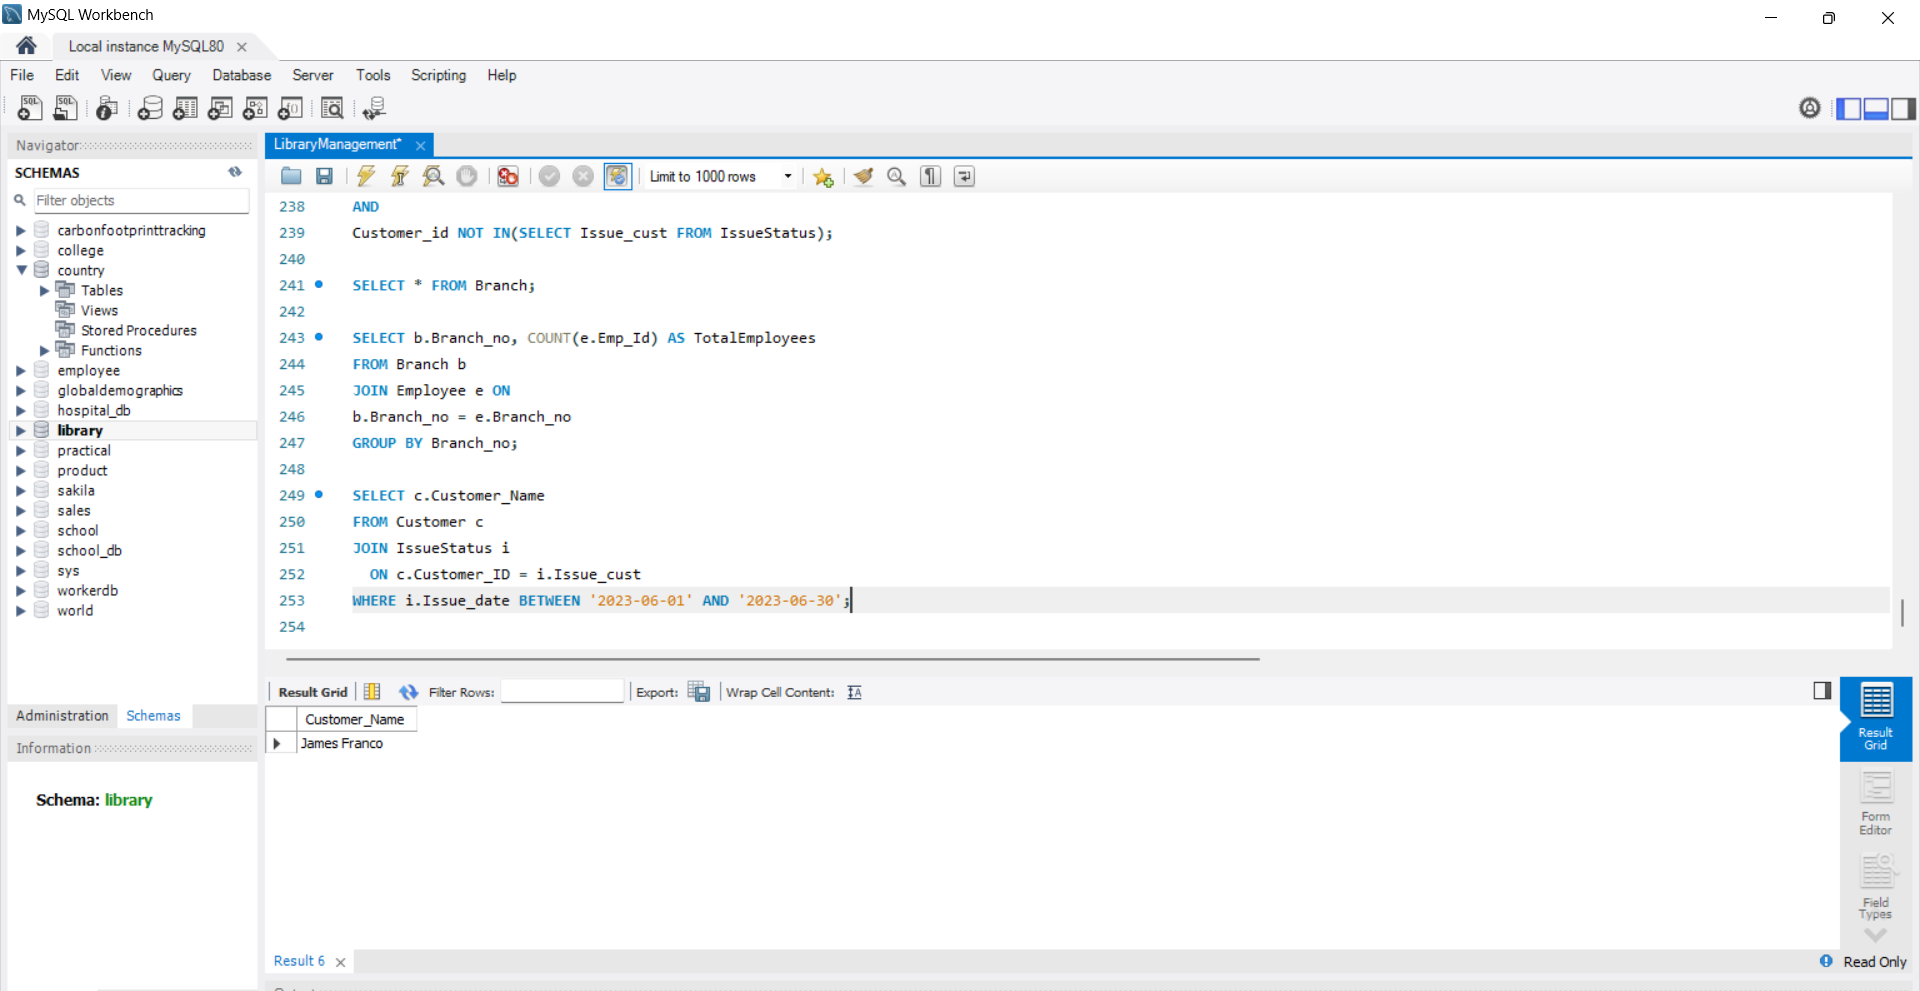 MySQL Workbench
Local instance MySQL80
File Edit View Query Database Server Tools Scripting Help
Navigator
SCHEMAS
Filter objects
carbonfootprinttracking
college
country
Tables
Views
Stored Procedures
Functions
employee
globaldemographics
hospital_db
library
practical
product
sakila
sales
school
school_db
sys
workerdb
world
Administration Schemas
Information
Schema: library
LibraryManagement*
Limit to 1000 rows
238 AND
239 Customer_id NOT IN(SELECT Issue_cust FROM IssueStatus);
240
241 SELECT * FROM Branch;
242
243 SELECT b.Branch_no, COUNT(e.Emp_Id) AS TotalEmployees
244 FROM Branch b
245 JOIN Employee e ON
246 b.Branch_no = e.Branch_no
247 GROUP BY Branch_no;
248
249 SELECT c.Customer_Name
250 FROM Customer c
251 JOIN IssueStatus i
252 ON c.Customer_ID = i.Issue_cust
253 WHERE i.Issue_date BETWEEN '2023-06-01' AND '2023-06-30';
254
Result Grid Filter Rows: Export: Wrap Cell Content:
Customer_Name
James Franco
Result
Grid
Form
Editor
Field
Types
Result 6
Read Only